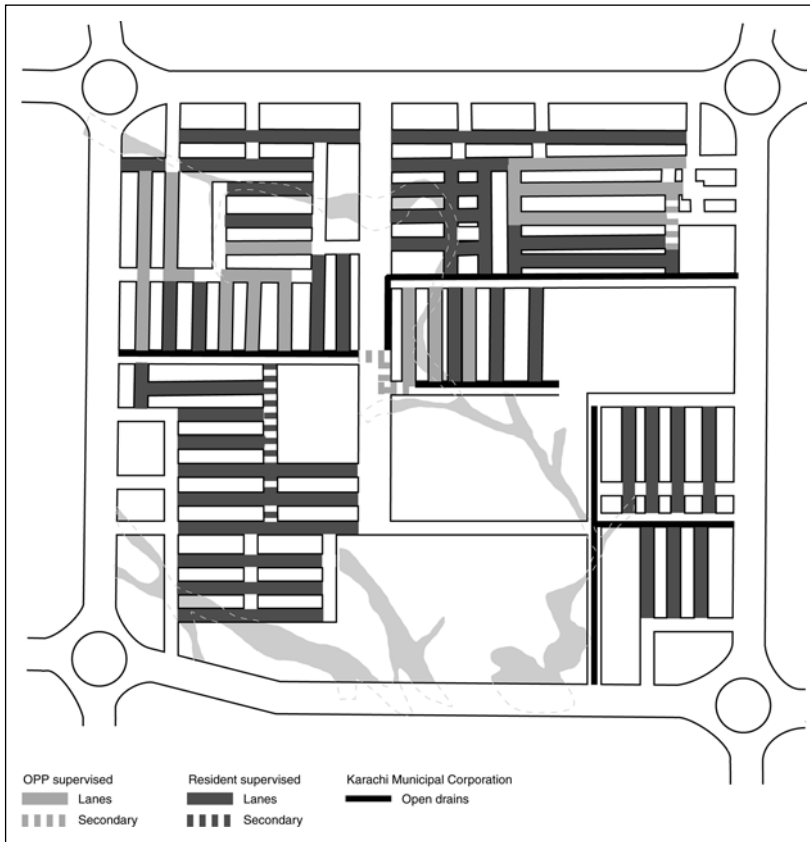 OPP supervised
Lanes
Secondary
Resident supervised
Lanes
Secondary
Karachi Municipal Corporation
Open drains